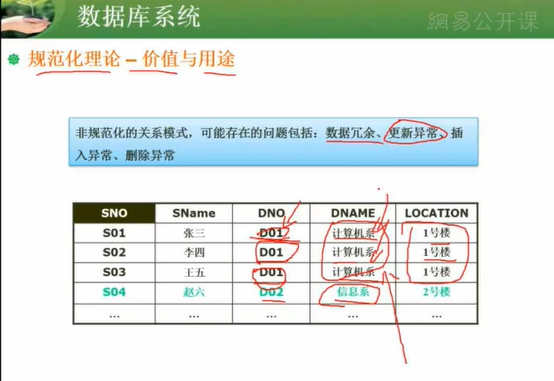 数据库系统
網易公开课
规范化理论 – 价值与用途
非规范化的关系模式，可能存在的问题包括：数据冗余、更新异常、插
入异常、删除异常
SNO SName DNO DNAME LOCATION
S01 张三 D01 计算机系 1号楼
S02 李四 D01 计算机系 1号楼
S03 王五 D01 计算机系 1号楼
S04 赵六 D02 信息系 2号楼
... ... ... ... ...